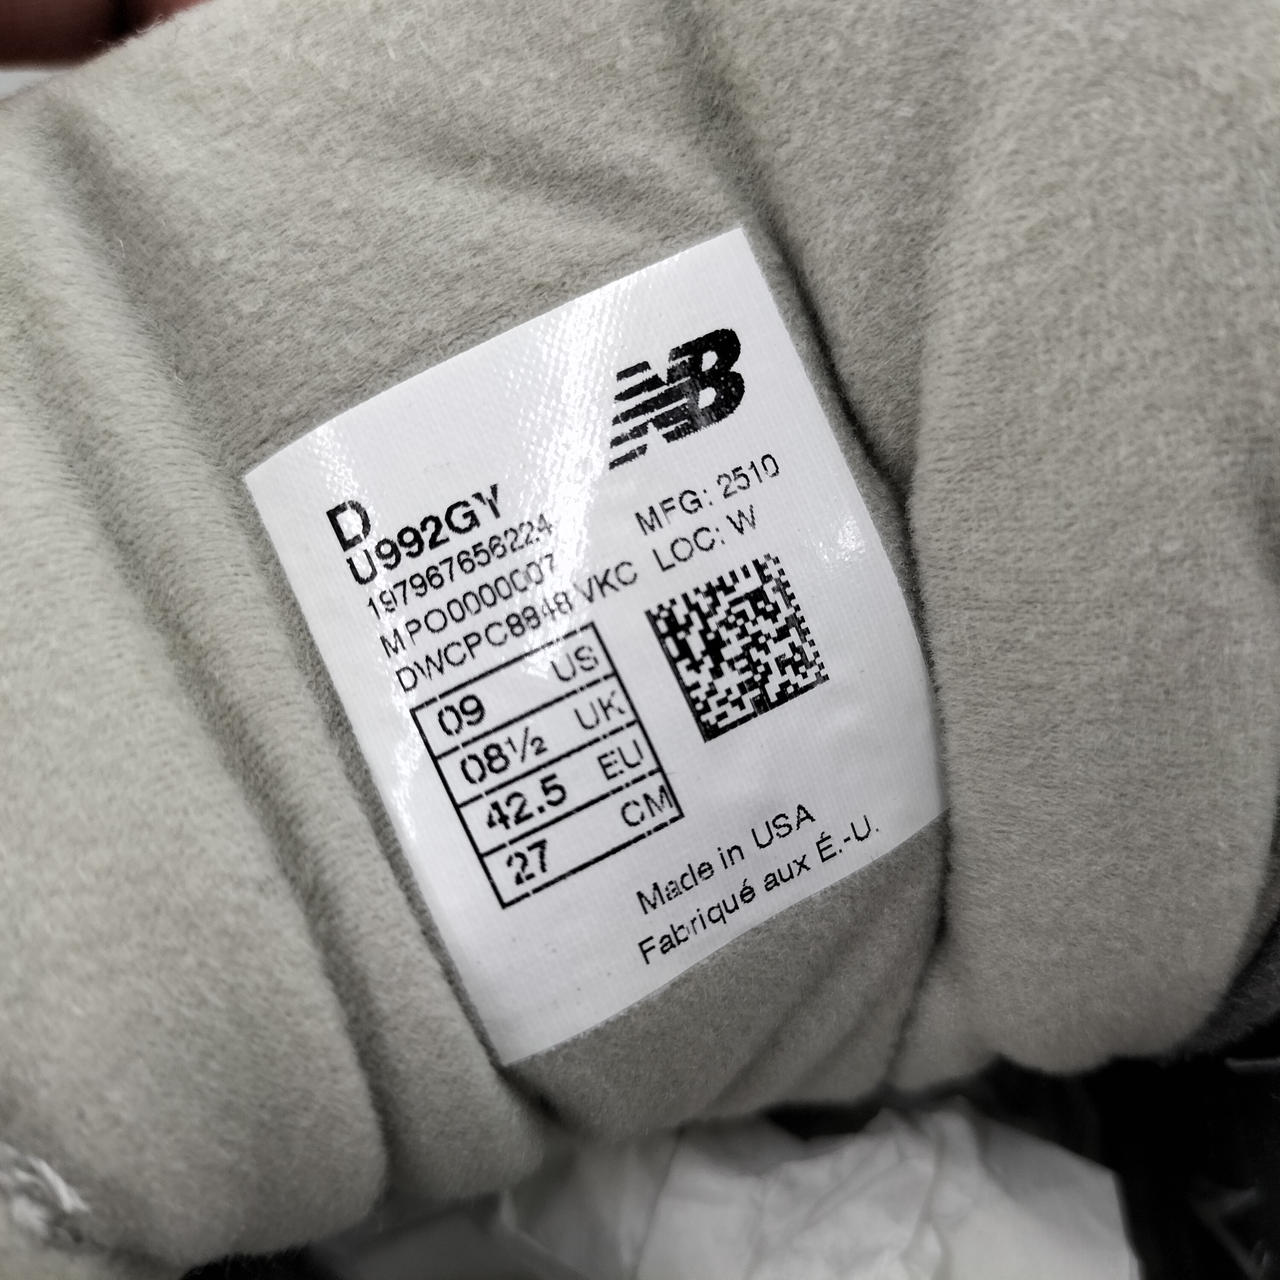 NB
D
U992GY
197967656224
MPO0000007
DWCPC8848 VKC
MFG: 2510
LOC: W
09 US
08½ UK
42.5 EU
27 CM
Made in USA
Fabriqué aux É.-U.